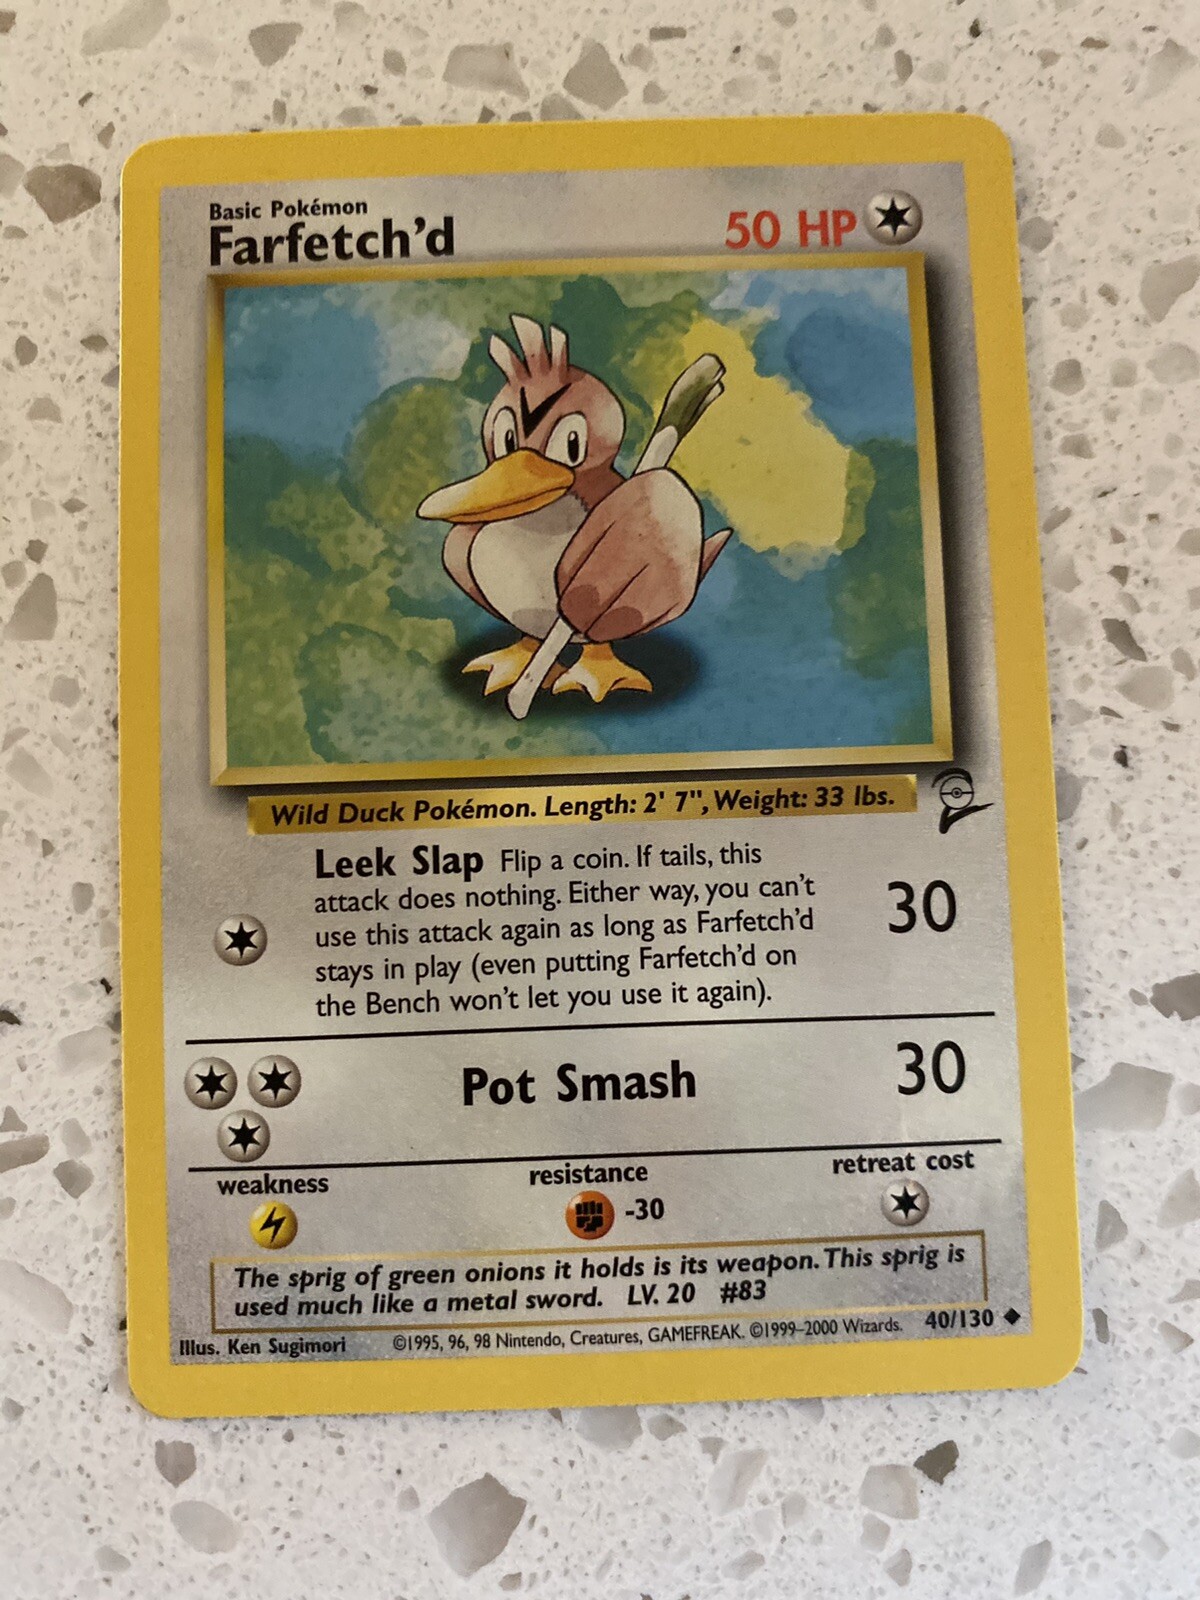 Basic Pokémon
Farfetch'd
50 HP
Wild Duck Pokémon. Length: 2' 7", Weight: 33 lbs.
Leek Slap Flip a coin. If tails, this
attack does nothing. Either way, you can't
use this attack again as long as Farfetch'd
stays in play (even putting Farfetch'd on
the Bench won't let you use it again).
30
Pot Smash
30
weakness
resistance
retreat cost
-30
The sprig of green onions it holds is its weapon. This sprig is
used much like a metal sword. LV. 20 #83
Illus. Ken Sugimori
©1995, 96, 98 Nintendo, Creatures, GAMEFREAK. ©1999–2000 Wizards.
40/130